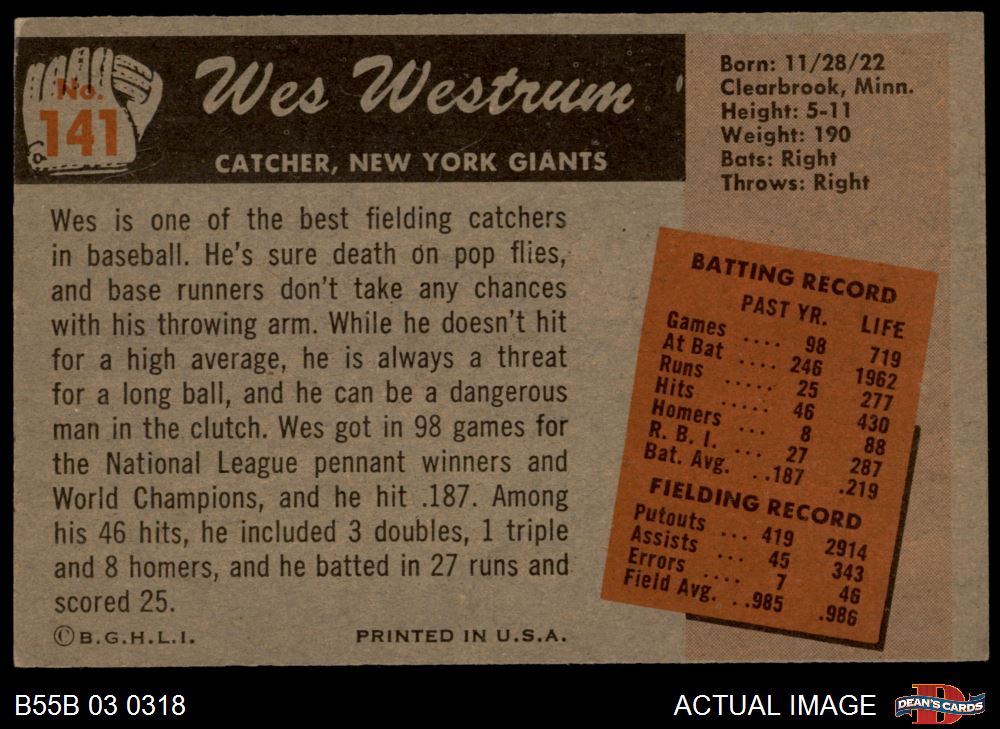 No.
141
Wes Westrum
CATCHER, NEW YORK GIANTS
Born: 11/28/22
Clearbrook, Minn.
Height: 5-11
Weight: 190
Bats: Right
Throws: Right
Wes is one of the best fielding catchers
in baseball. He's sure death on pop flies,
and base runners don't take any chances
with his throwing arm. While he doesn't hit
for a high average, he is always a threat
for a long ball, and he can be a dangerous
man in the clutch. Wes got in 98 games for
the National League pennant winners and
World Champions, and he hit .187. Among
his 46 hits, he included 3 doubles, 1 triple
and 8 homers, and he batted in 27 runs and
scored 25.
©B.G.H.L.I. PRINTED IN U.S.A.
BATTING RECORD
PAST YR. LIFE
Games .... 98 719
At Bat .... 246 1962
Runs ..... 25 277
Hits ..... 46 430
Homers ... 8 88
R. B. I. ... 27 287
Bat. Avg. ..187 .219
FIELDING RECORD
Putouts ... 419 2914
Assists ... 45 343
Errors .... 7 46
Field Avg. ..985 .986
B55B 03 0318
ACTUAL IMAGE
D
DEAN'S CARDS